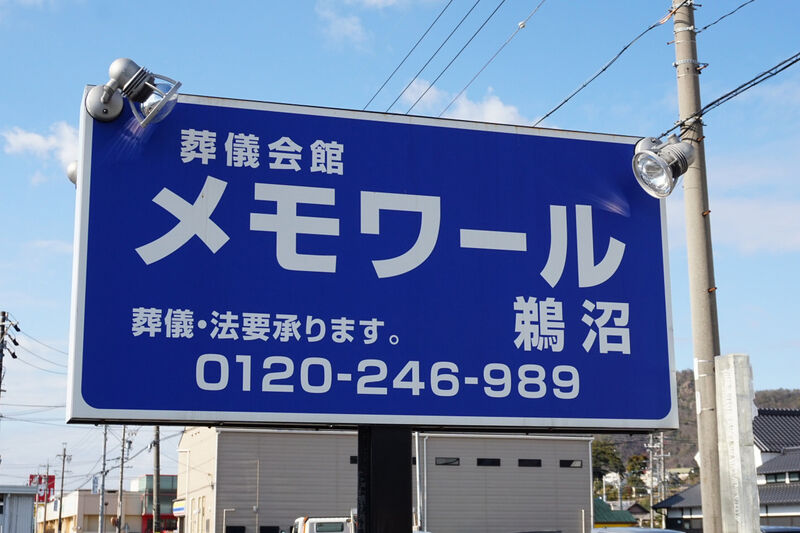 葬儀会館
メモワール
鵜沼
葬儀・法要承ります。
0120-246-989